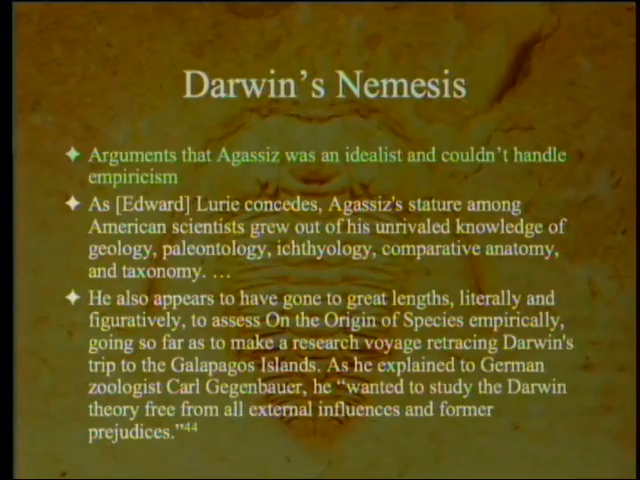 Darwin's Nemesis
Arguments that Agassiz was an idealist and couldn't handle
empiricism
As [Edward] Lurie concedes, Agassiz's stature among
American scientists grew out of his unrivaled knowledge of
geology, paleontology, ichthyology, comparative anatomy,
and taxonomy. …
He also appears to have gone to great lengths, literally and
figuratively, to assess On the Origin of Species empirically,
going so far as to make a research voyage retracing Darwin's
trip to the Galapagos Islands. As he explained to German
zoologist Carl Gegenbauer, he “wanted to study the Darwin
theory free from all external influences and former
prejudices.”44